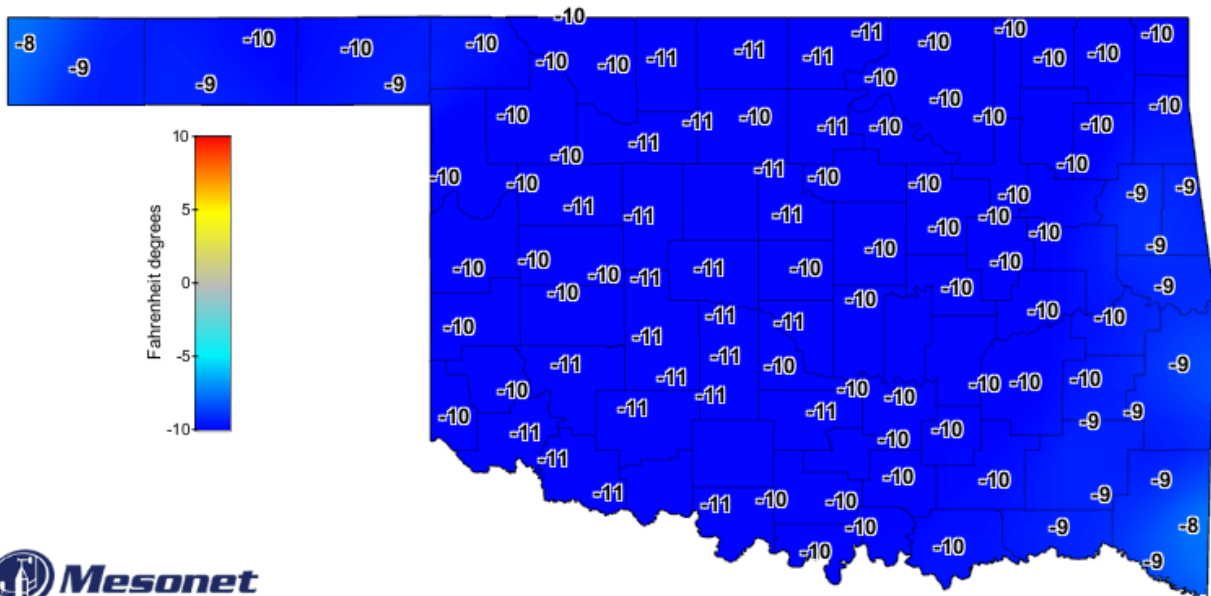 -10
-10 -11 -10
-8 -10 -10 -10 -11 -11 -10 -10 -10
-9 -10 -10 -11
-9 -9 -10
10 -10 -11 -10 -10 -10 -10
-11 -11 -10 -10
-11
-10 -10
-11
-10 -10 -10 -10 -10 -9 -9
5 -11 -11 -11 -10 -10
-10 -10
-10 -9
0 -10 -10 -10 -11 -11 -10 -10
-10 -10 -10 -9
-10 -11 -11 -10 -10
-11
-5 -11 -11 -10 -9
-10 -11 -11 -10 -10 -10 -10 -10
-10 -11 -11 -10 -9
-10 -11 -10 -10 -9
-11 -10 -10 -9
-11 -10 -10 -9
-11 -11 -10 -10 -10 -9 -8
-10 -10 -9
Fahrenheit degrees
Mesonet